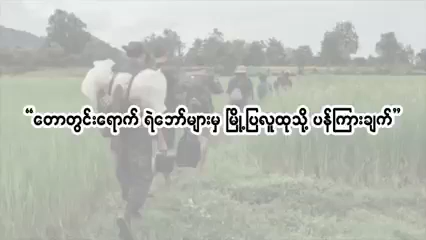 “တောတွင်းရောက် ရဲဘော်များမှ မြို့ပြလူထုသို့ ပန်ကြားချက်”